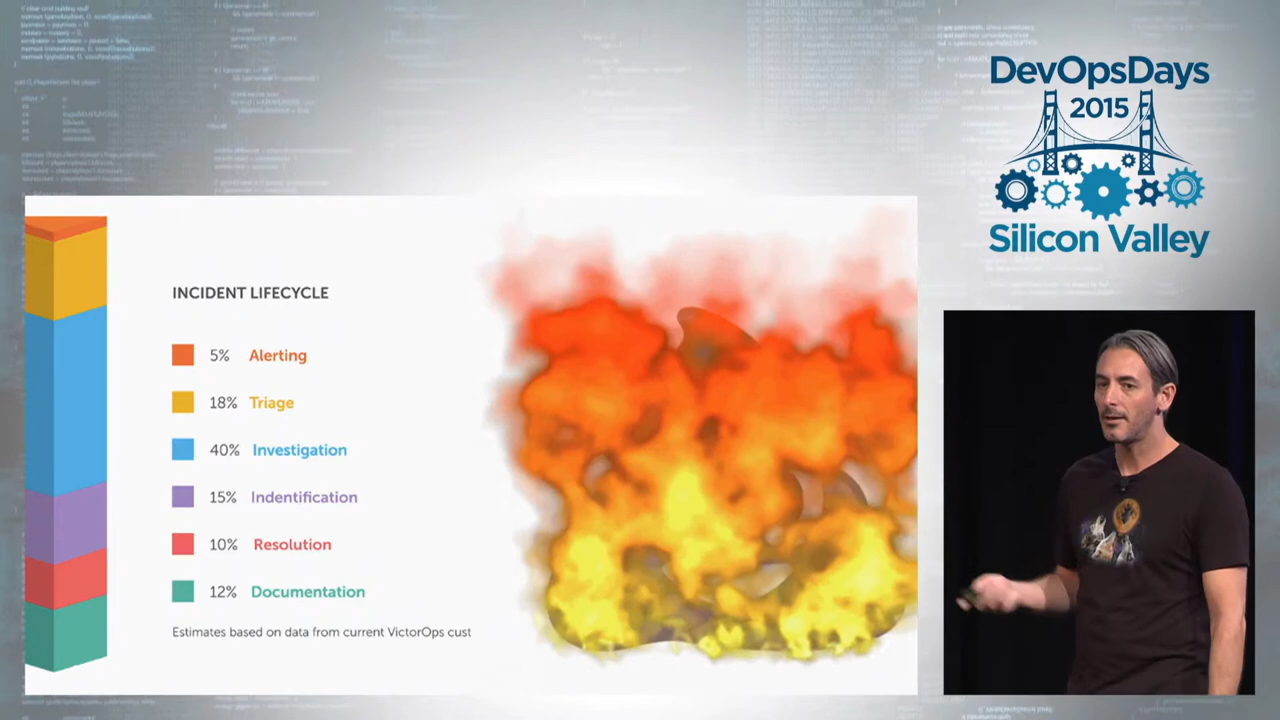 DevOpsDays
2015
Silicon Valley
INCIDENT LIFECYCLE
5% Alerting
18% Triage
40% Investigation
15% Indentification
10% Resolution
12% Documentation
Estimates based on data from current VictorOps cust